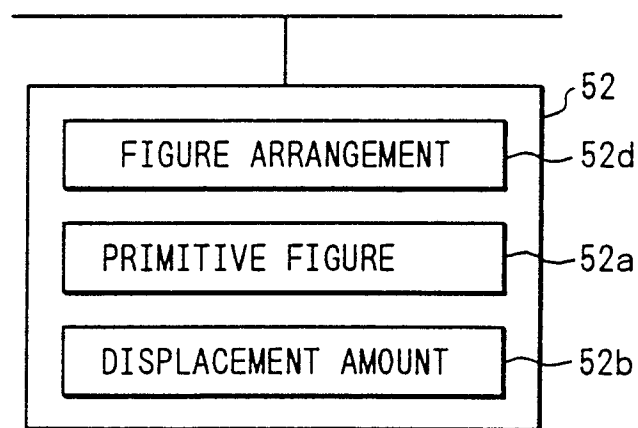 52
FIGURE ARRANGEMENT 52d
PRIMITIVE FIGURE 52a
DISPLACEMENT AMOUNT 52b